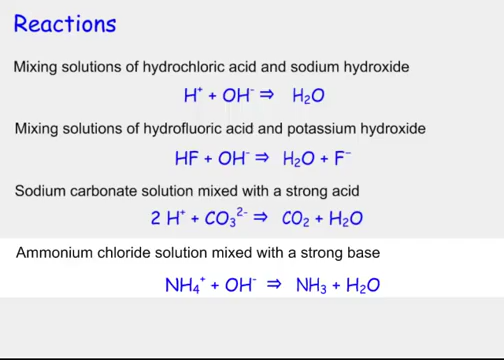 Reactions
Mixing solutions of hydrochloric acid and sodium hydroxide
H⁺ + OH⁻ ⇒ H₂O
Mixing solutions of hydrofluoric acid and potassium hydroxide
HF + OH⁻ ⇒ H₂O + F⁻
Sodium carbonate solution mixed with a strong acid
2 H⁺ + CO₃²⁻ ⇒ CO₂ + H₂O
Ammonium chloride solution mixed with a strong base
NH₄⁺ + OH⁻ ⇒ NH₃ + H₂O